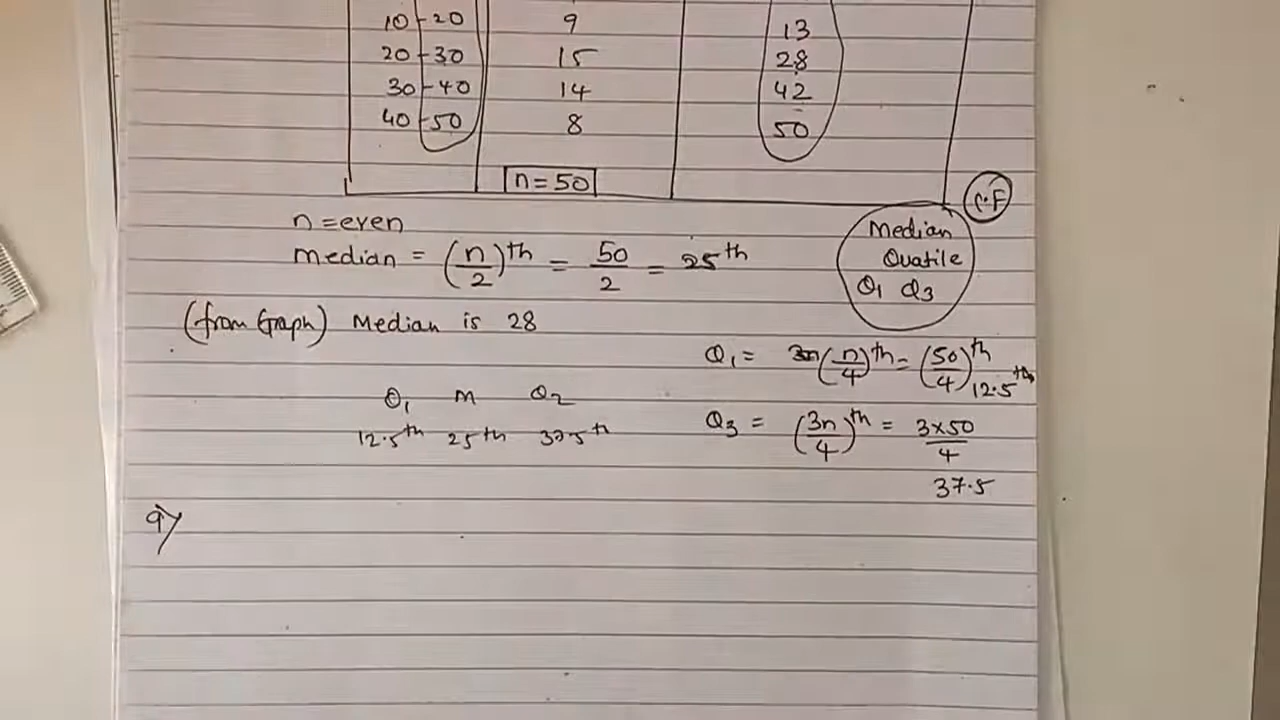 10-20 9 13
20-30 15 28
30-40 14 42
40-50 8 50
n=50
C.F
n=even
median = (n/2)th = 50/2 = 25th
Median
Quatile
Q1 Q3
(from Graph) Median is 28
Q1 = (n/4)th = (50/4)th 12.5th
Q1 M Q2
12.5th 25th 37.5th
Q3 = (3n/4)th = 3x50/4
37.5
9)